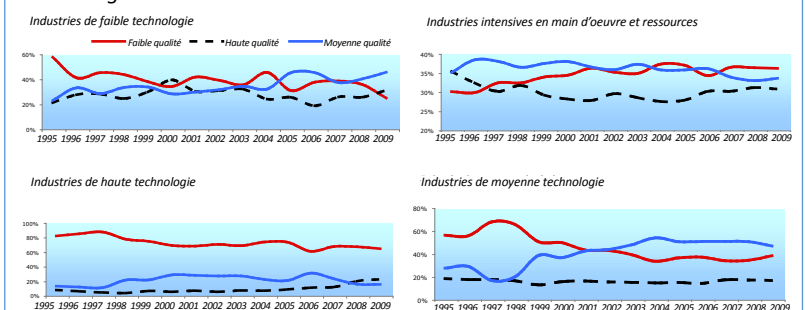 Industries de faible technologie
Faible qualité Haute qualité Moyenne qualité
60%
40%
20%
0%
1995 1996 1997 1998 1999 2000 2001 2002 2003 2004 2005 2006 2007 2008 2009
Industries intensives en main d'oeuvre et ressources
40%
35%
30%
25%
20%
1995 1996 1997 1998 1999 2000 2001 2002 2003 2004 2005 2006 2007 2008 2009
Industries de haute technologie
100%
80%
60%
40%
20%
0%
1995 1996 1997 1998 1999 2000 2001 2002 2003 2004 2005 2006 2007 2008 2009
Industries de moyenne technologie
80%
60%
40%
20%
0%
1995 1996 1997 1998 1999 2000 2001 2002 2003 2004 2005 2006 2007 2008 2009